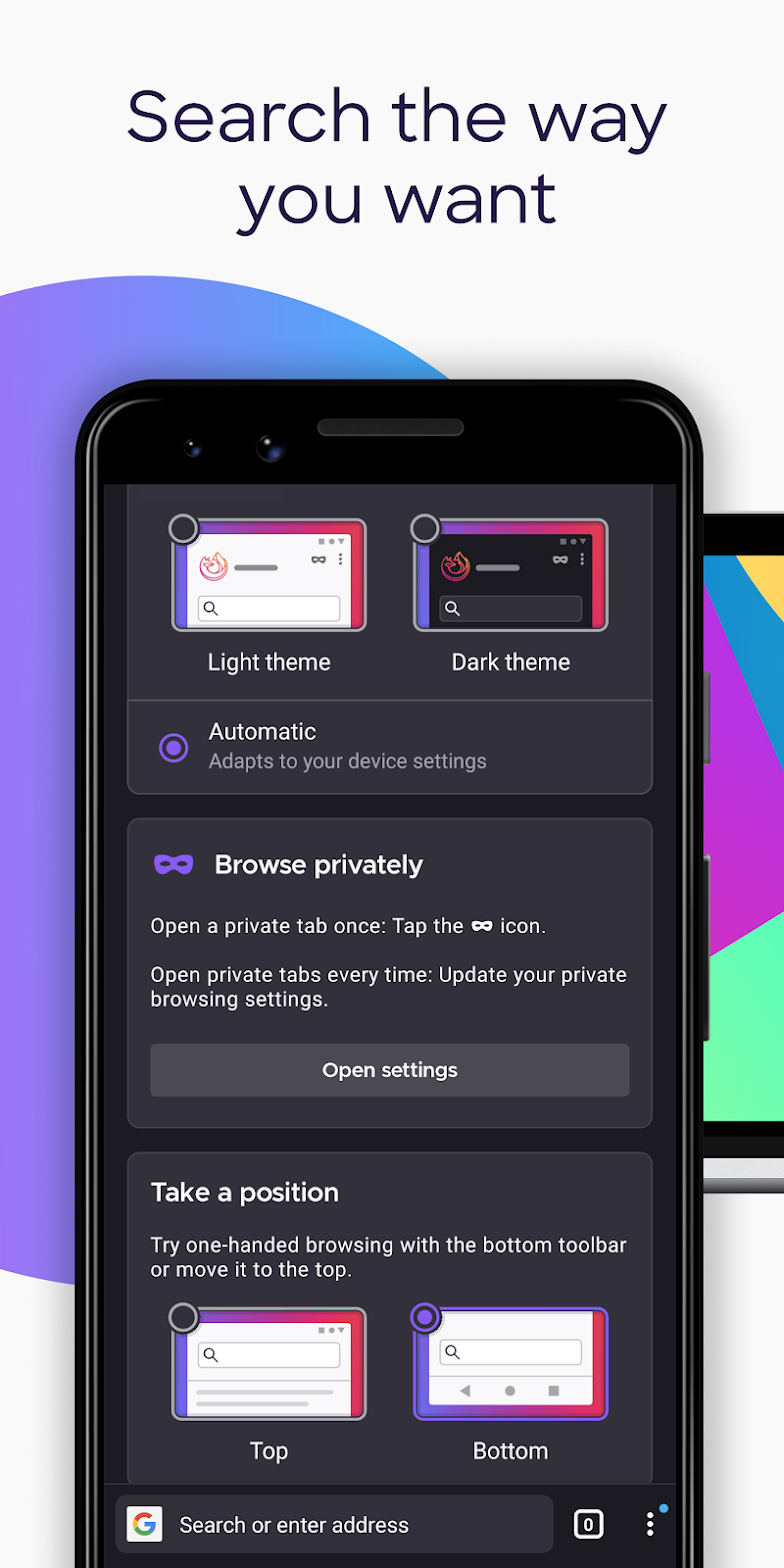 Search the way
you want
Light theme
Dark theme
Automatic
Adapts to your device settings
Browse privately
Open a private tab once: Tap the icon.
Open private tabs every time: Update your private
browsing settings.
Open settings
Take a position
Try one-handed browsing with the bottom toolbar
or move it to the top.
Top
Bottom
G
Search or enter address
0